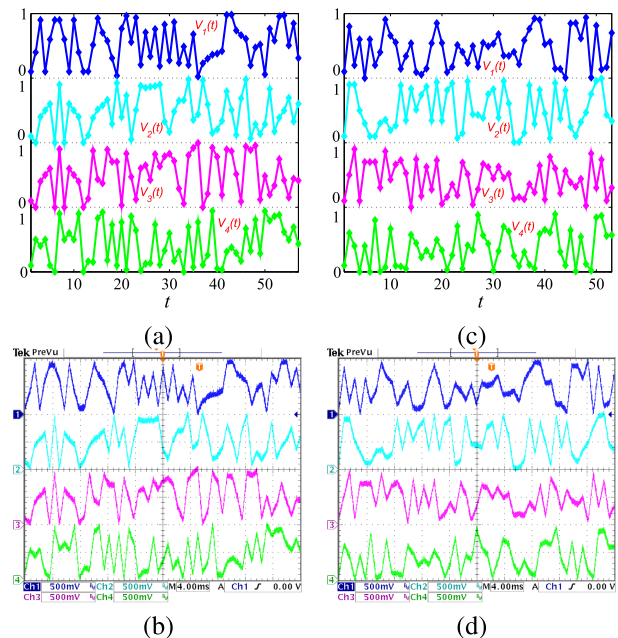 1
V1(t)
0
1
V2(t)
0
1
V3(t)
0
1
V4(t)
0
10 20 30 40 50
t
(a)
1
V1(t)
0
1
V2(t)
0
1
V3(t)
0
1
V4(t)
0
10 20 30 40 50
t
(c)
Tek PreVu
T
T
1
2
3
4
Ch1 500mV Ch2 500mV M 4.00ms A Ch1 0.00 V
Ch3 500mV Ch4 500mV
(b)
Tek PreVu
T
T
1
2
3
4
Ch1 500mV Ch2 500mV M 4.00ms A Ch1 0.00 V
Ch3 500mV Ch4 500mV
(d)